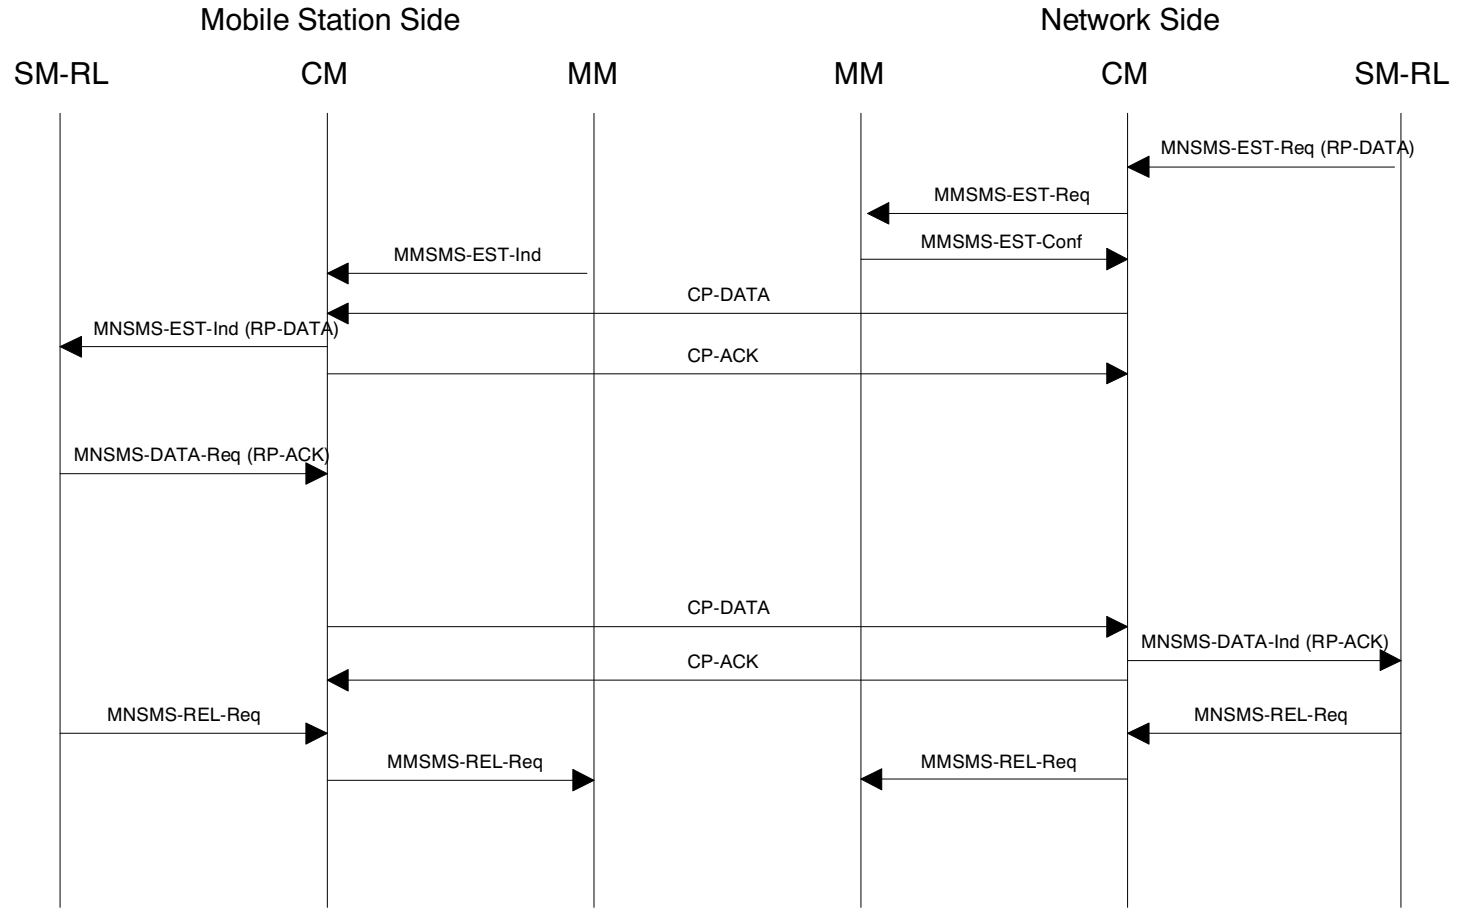 Mobile Station Side
Network Side
SM-RL
CM
MM
MM
CM
SM-RL
MNSMS-EST-Req (RP-DATA)
MMSMS-EST-Req
MMSMS-EST-Conf
MMSMS-EST-Ind
CP-DATA
MNSMS-EST-Ind (RP-DATA)
CP-ACK
MNSMS-DATA-Req (RP-ACK)
CP-DATA
MNSMS-DATA-Ind (RP-ACK)
CP-ACK
MNSMS-REL-Req
MNSMS-REL-Req
MMSMS-REL-Req
MMSMS-REL-Req